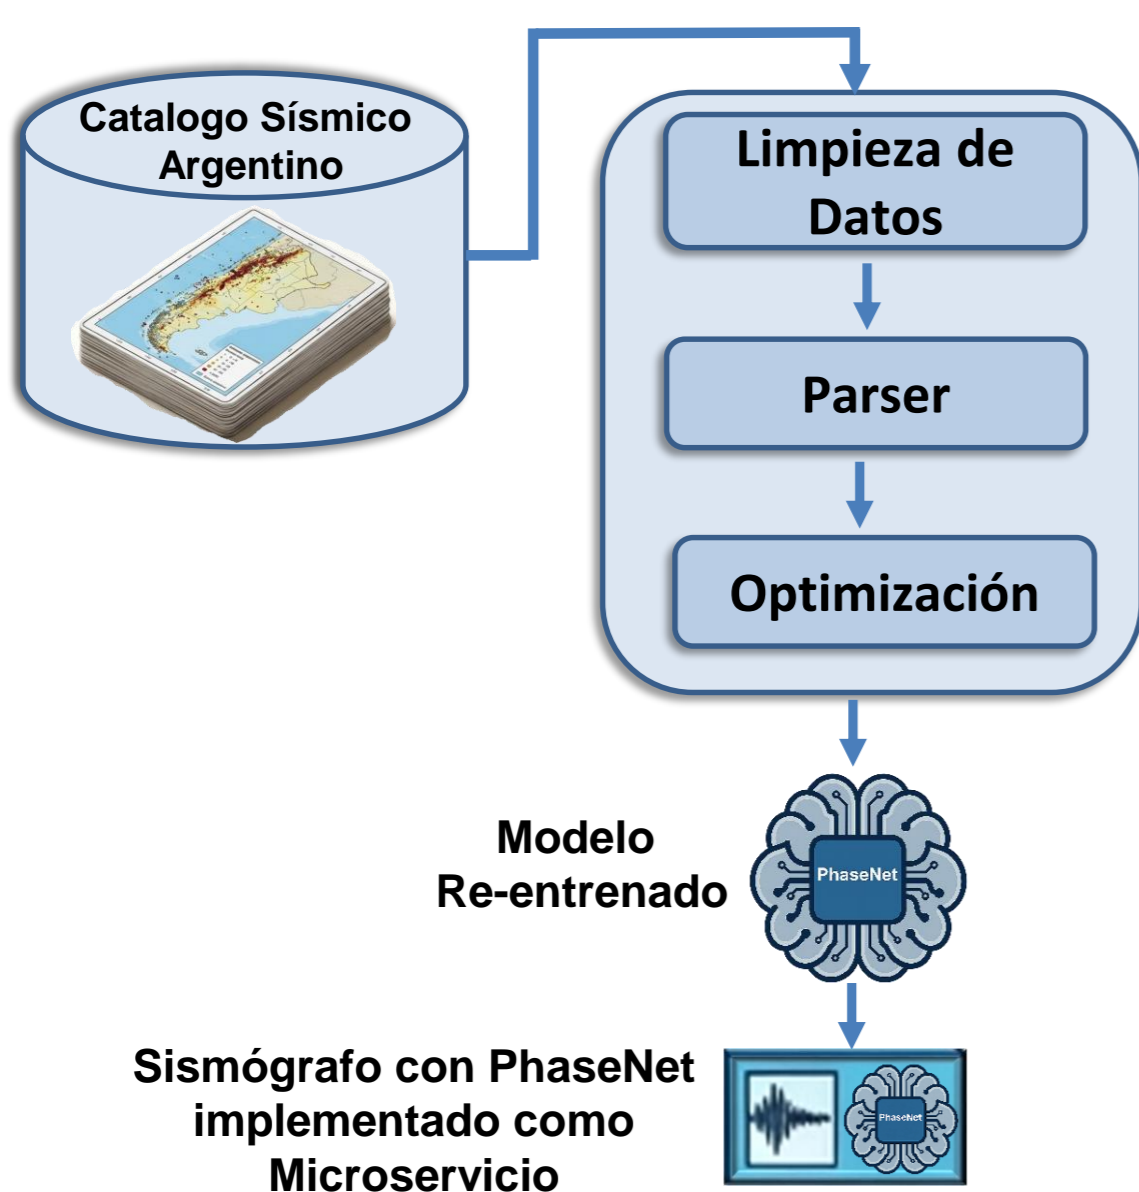 Catalogo Sísmico
Argentino
Limpieza de
Datos
Parser
Optimización
Modelo
Re-entrenado
PhaseNet
Sismógrafo con PhaseNet
implementado como
Microservicio
PhaseNet